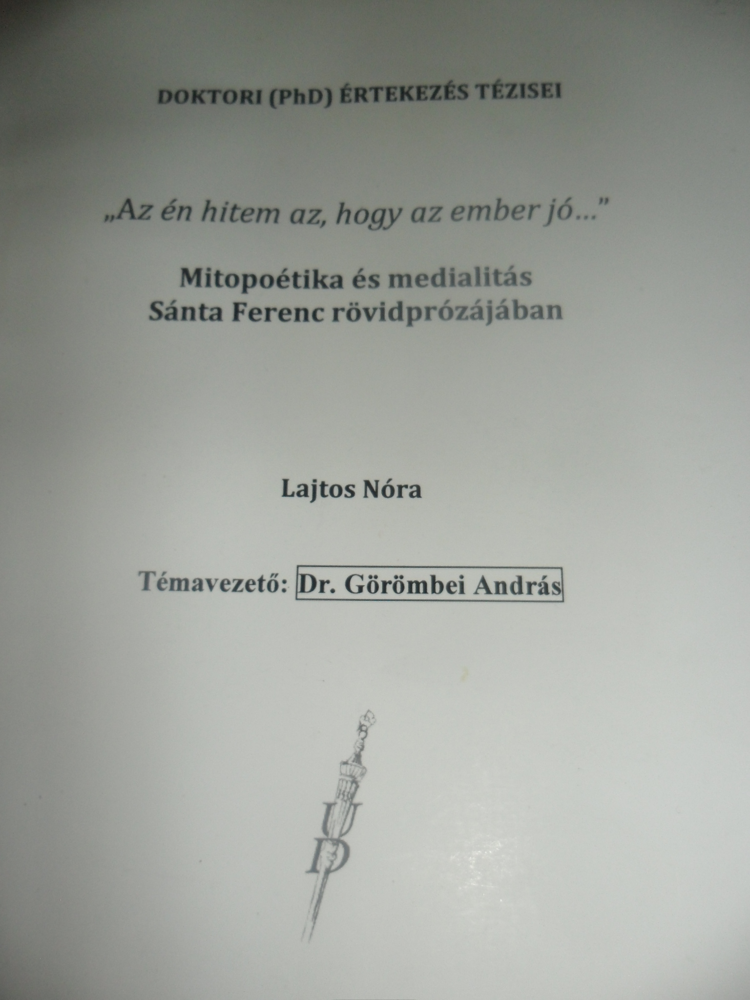 DOKTORI (PhD) ÉRTEKEZÉS TÉZISEI
„Az én hitem az, hogy az ember jó...”
Mitopoétika és medialitás
Sánta Ferenc rövidprózájában
Lajtos Nóra
Témavezető: Dr. Görömbei András
U
D